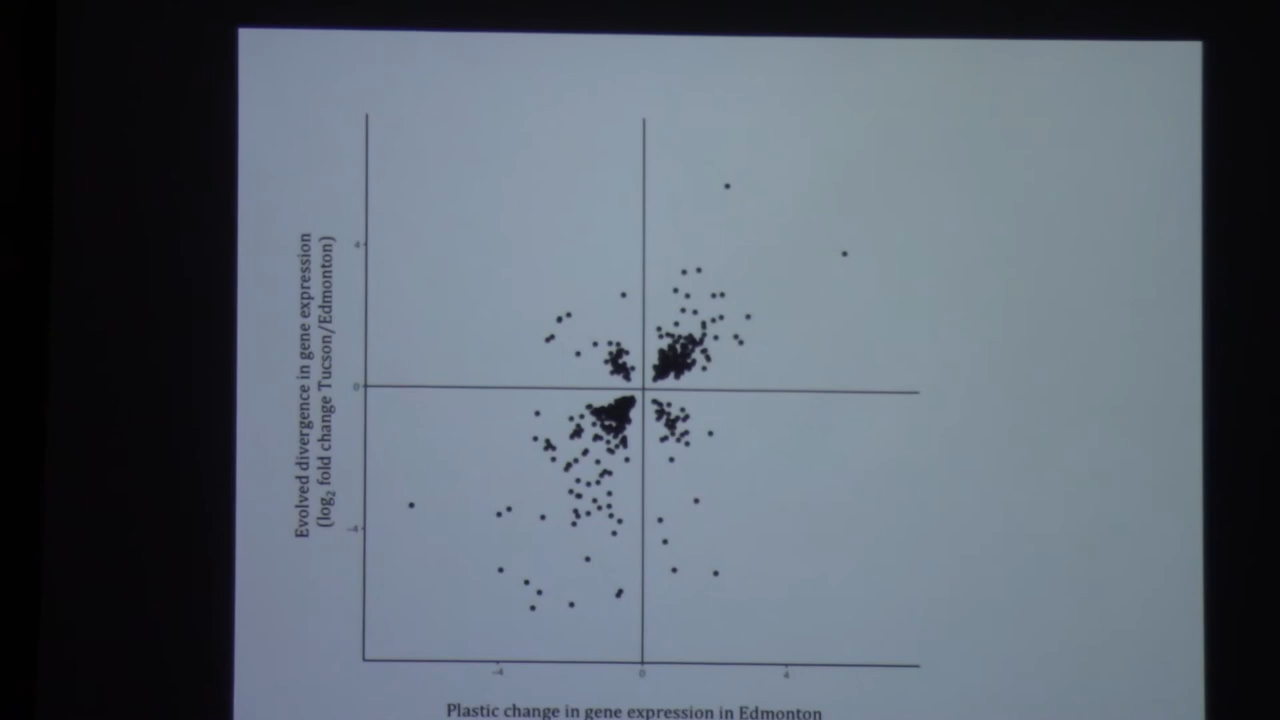 Evolved divergence in gene expression
(log₂ fold change Tucson/Edmonton)
4
0
-4
-4
0
4
Plastic change in gene expression in Edmonton